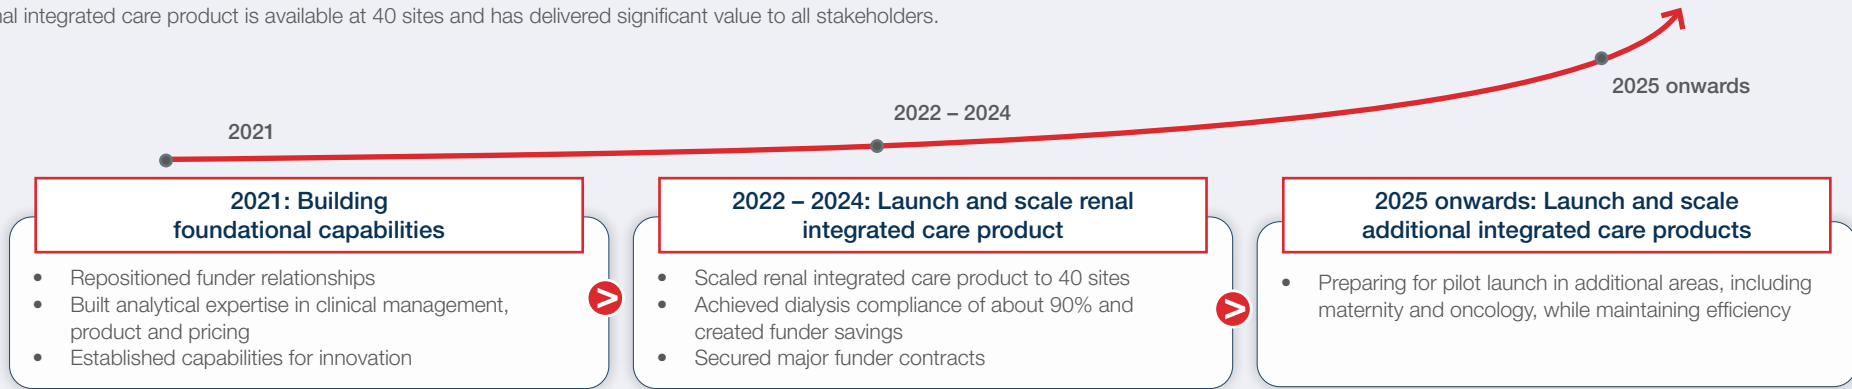 integrated care product is available at 40 sites and has delivered significant value to all stakeholders.
2021
2022 – 2024
2025 onwards
2021: Building
foundational capabilities
• Repositioned funder relationships
• Built analytical expertise in clinical management,
product and pricing
• Established capabilities for innovation
2022 – 2024: Launch and scale renal
integrated care product
• Scaled renal integrated care product to 40 sites
• Achieved dialysis compliance of about 90% and
created funder savings
• Secured major funder contracts
2025 onwards: Launch and scale
additional integrated care products
• Preparing for pilot launch in additional areas, including
maternity and oncology, while maintaining efficiency